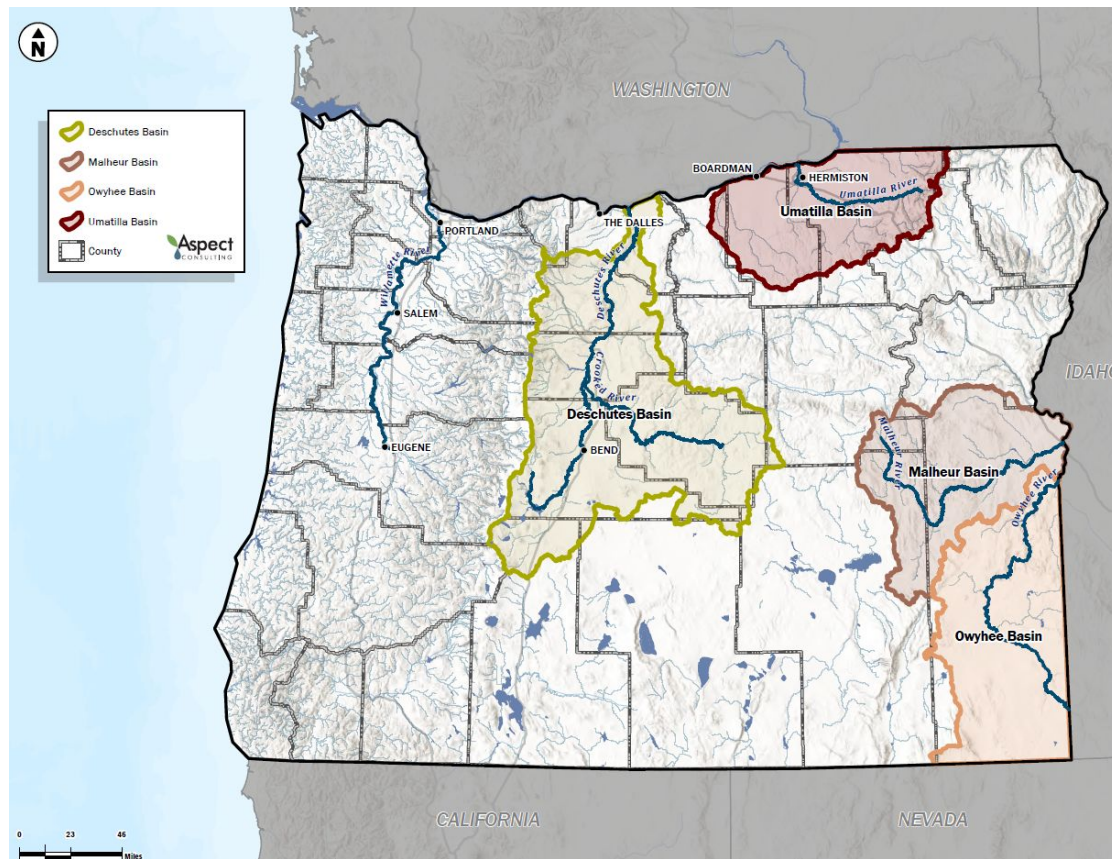 N
WASHINGTON
Deschutes Basin
Malheur Basin
Owyhee Basin
Umatilla Basin
County
Aspect
CONSULTING
BOARDMAN
HERMISTON
Umatilla River
Umatilla Basin
PORTLAND
THE DALLES
Willamette River
Deschutes River
SALEM
IDAHO
Crooked River
Deschutes Basin
EUGENE
BEND
Malheur River
Malheur Basin
Owyhee River
Owyhee Basin
CALIFORNIA
NEVADA
0 23 46
Miles